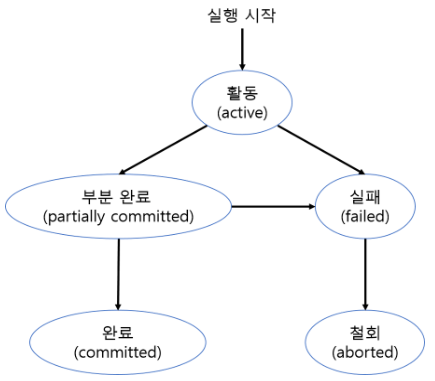 실행 시작
활동
(active)
부분 완료
(partially committed)
실패
(failed)
완료
(committed)
철회
(aborted)